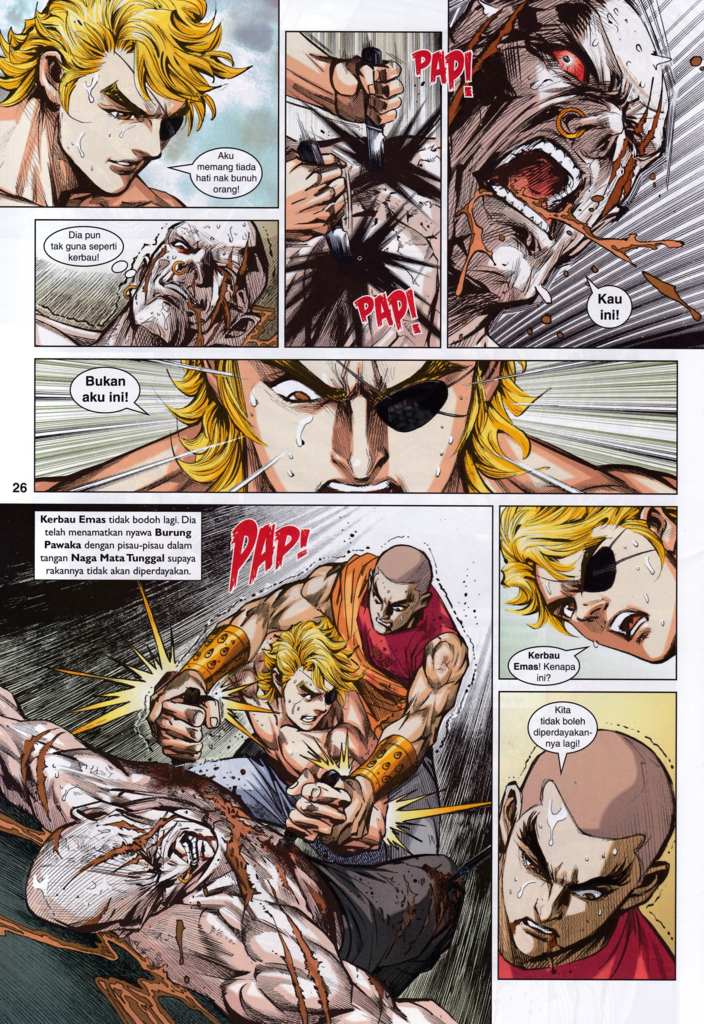 Aku
memang tiada
hati nak bunuh
orang!
Dia pun
tak guna seperti
kerbau!
PAP!
PAP!
Kau
ini!
Bukan
aku ini!
26
Kerbau Emas tidak bodoh lagi. Dia
telah menamatkan nyawa Burung
Pawaka dengan pisau-pisau dalam
tangan Naga Mata Tunggal supaya
rakannya tidak akan diperdayakan.
PAP!
Kerbau
Emas! Kenapa
ini?
Kita
tidak boleh
diperdayakan-
nya lagi!